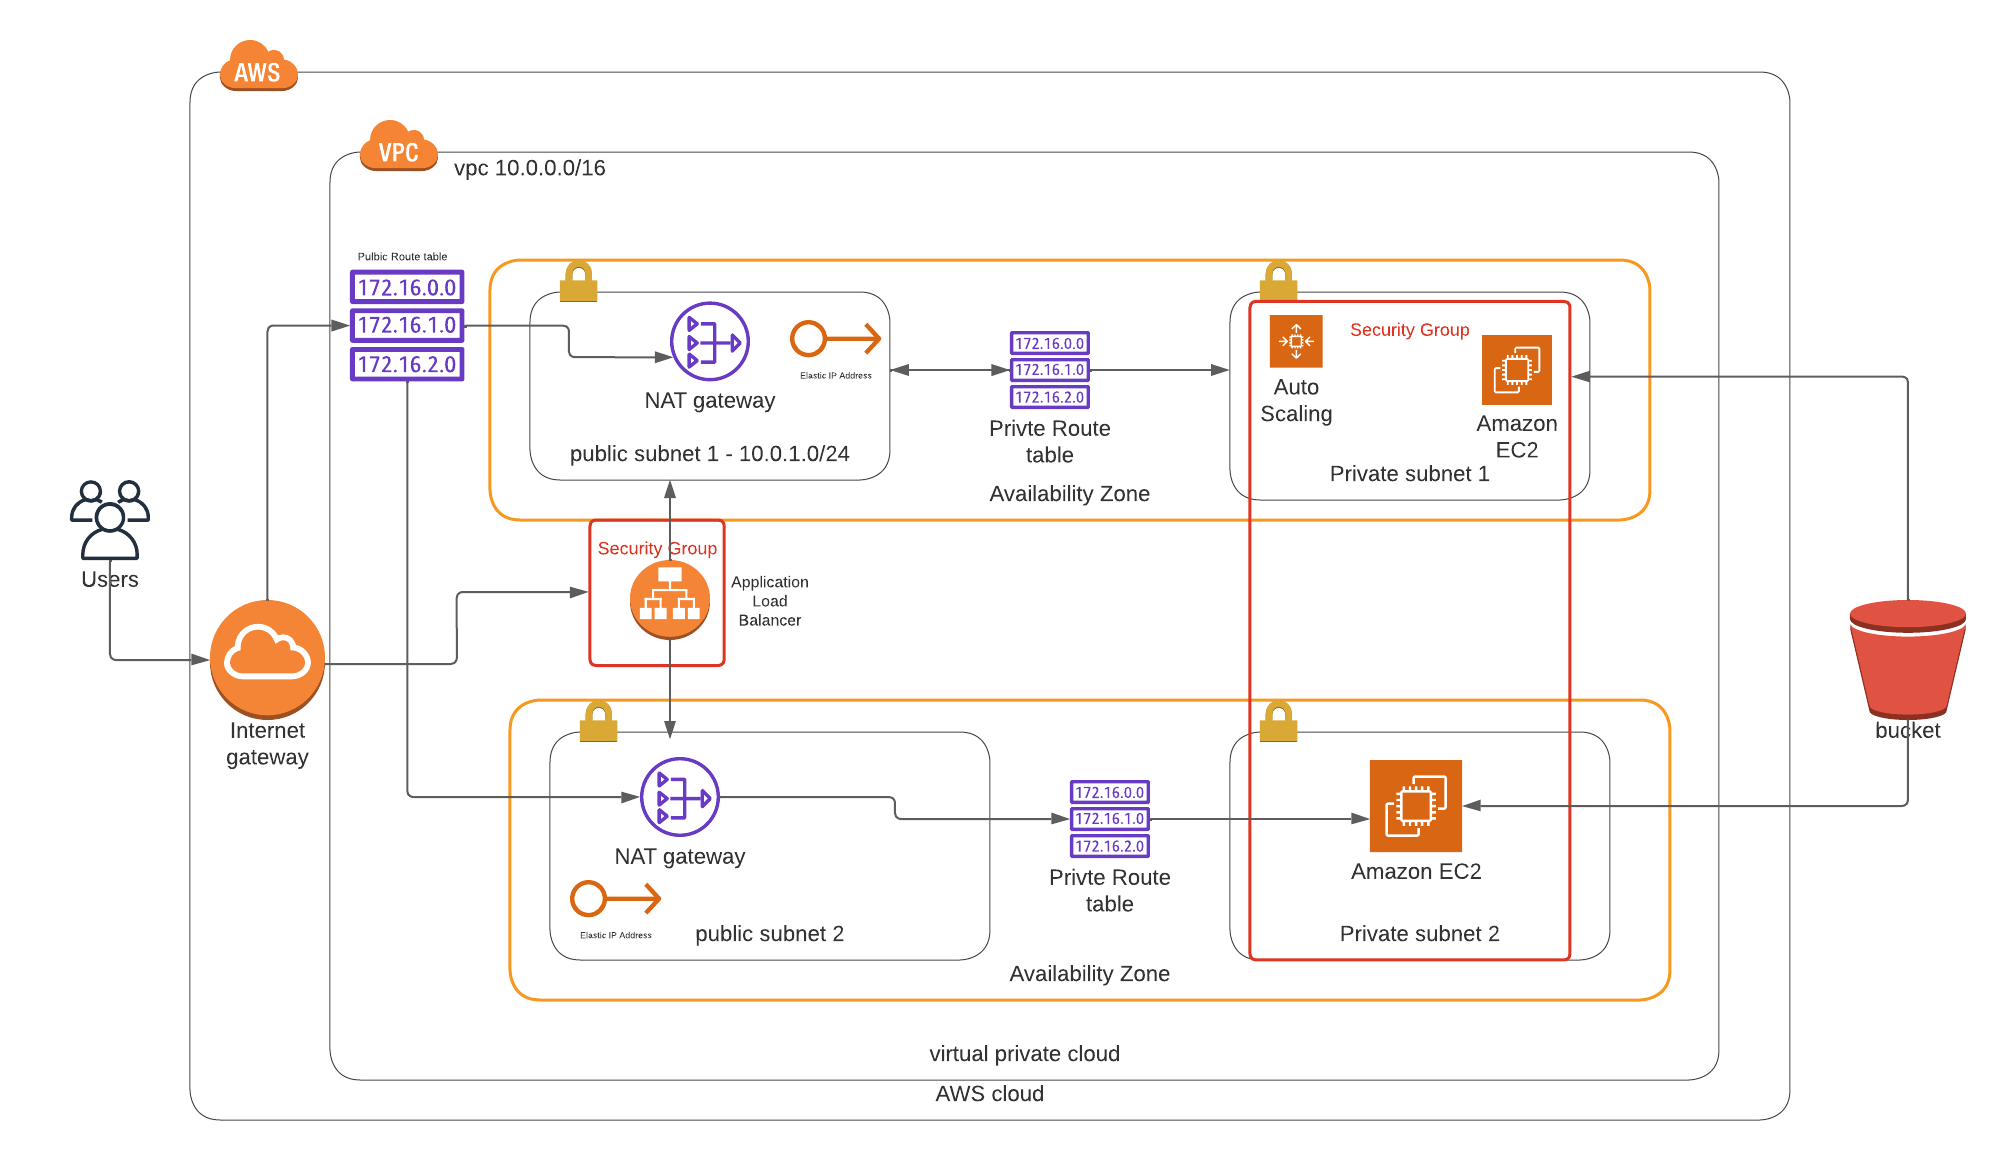 AWS
VPC
vpc 10.0.0.0/16
Pulbic Route table
172.16.0.0
172.16.1.0
172.16.2.0
NAT gateway
Elastic IP Address
public subnet 1 - 10.0.1.0/24
172.16.0.0
172.16.1.0
172.16.2.0
Privte Route
table
Availability Zone
Security Group
Auto
Scaling
Amazon
EC2
Private subnet 1
Users
Security Group
Application
Load
Balancer
Internet
gateway
bucket
NAT gateway
Elastic IP Address
public subnet 2
172.16.0.0
172.16.1.0
172.16.2.0
Privte Route
table
Availability Zone
Amazon EC2
Private subnet 2
virtual private cloud
AWS cloud